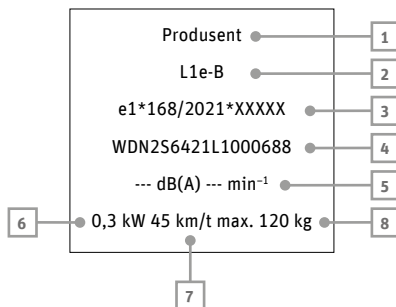 Produsent 1
L1e-B 2
e1*168/2021*XXXXX 3
WDN2S6421L1000688 4
--- dB(A) --- min⁻¹ 5
6 0,3 kW 45 km/t max. 120 kg 8
7